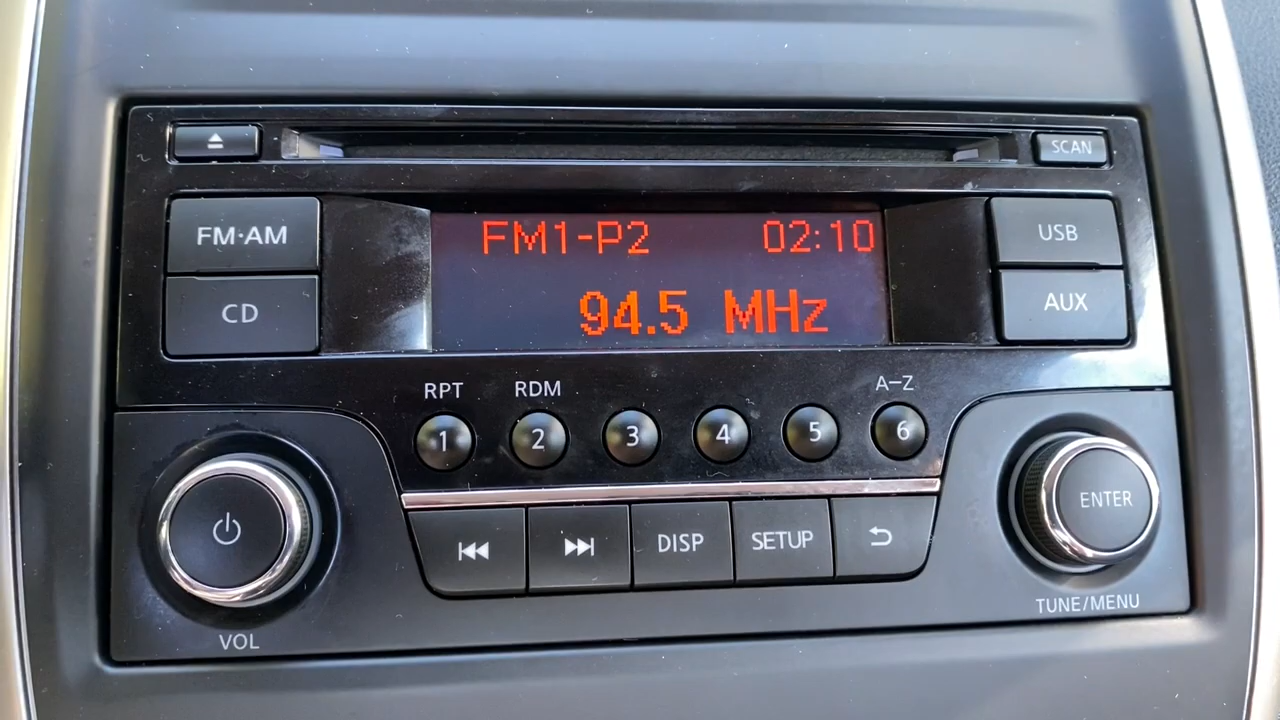 SCAN
FM·AM
CD
FM1-P2 02:10
94.5 MHz
USB
AUX
RPT RDM A-Z
1 2 3 4 5 6
DISP SETUP
ENTER
VOL
TUNE/MENU